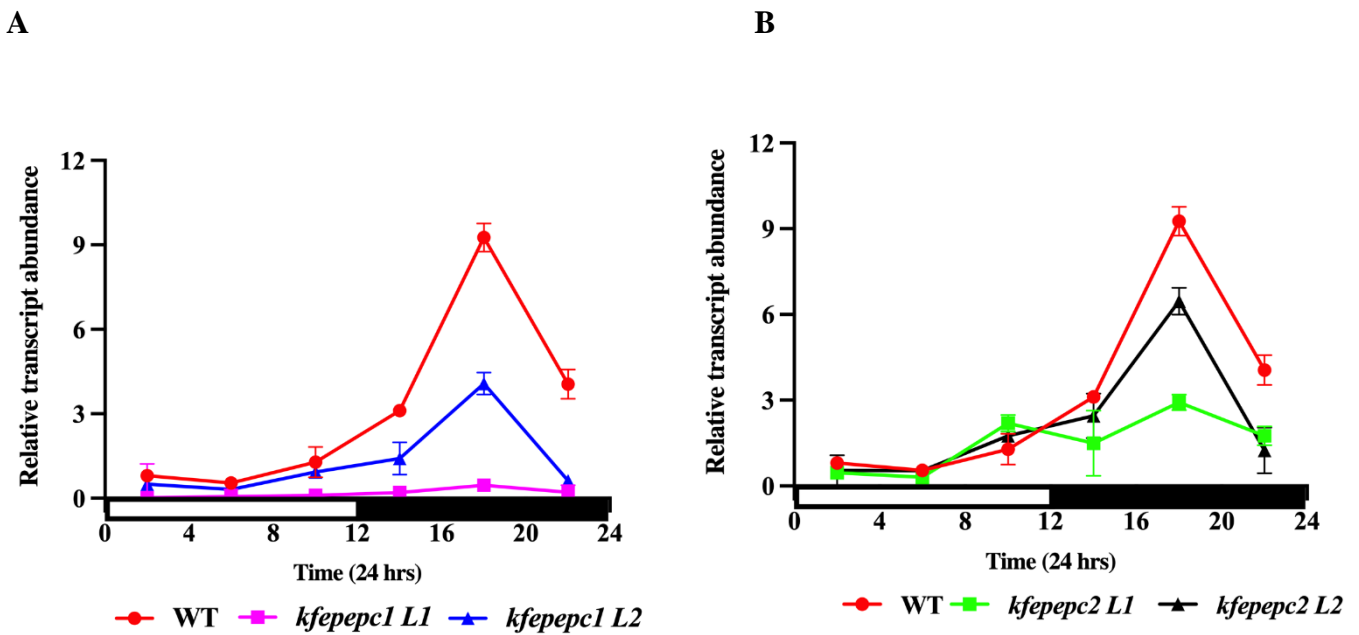 A
B
Relative transcript abundance
12
9
6
3
0
0 4 8 12 16 20 24
Time (24 hrs)
WT kfepepc1 L1 kfepepc1 L2
Relative transcript abundance
12
9
6
3
0
0 4 8 12 16 20 24
Time (24 hrs)
WT kfepepc2 L1 kfepepc2 L2